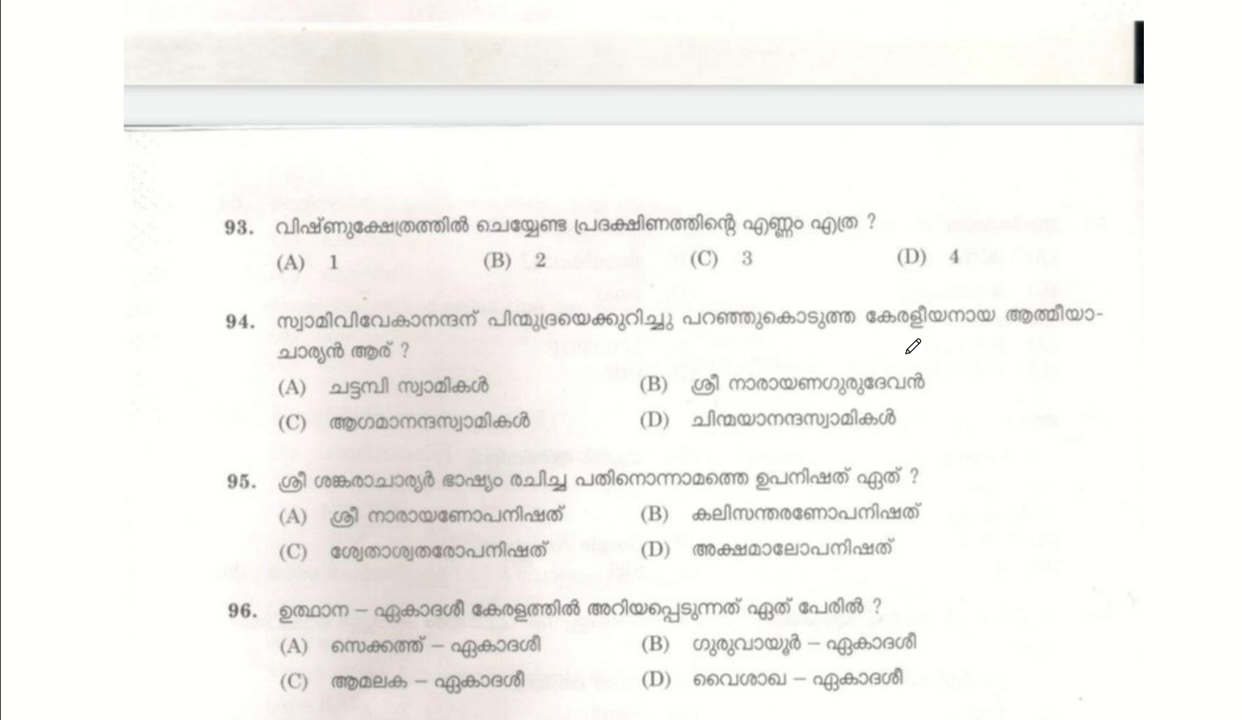 93. വിഷ്ണുക്ഷേത്രത്തിൽ ചെയ്യേണ്ട പ്രദക്ഷിണത്തിന്റെ എണ്ണം എത്ര ?
(A) 1 (B) 2 (C) 3 (D) 4
94. സ്വാമിവിവേകാനന്ദന് ചിന്മുദ്രയെക്കുറിച്ചു പറഞ്ഞുകൊടുത്ത കേരളീയനായ ആത്മീയാ-
ചാര്യൻ ആര് ?
(A) ചട്ടമ്പി സ്വാമികൾ (B) ശ്രീ നാരായണഗുരുദേവൻ
(C) ആഗമാനന്ദസ്വാമികൾ (D) ചിന്മയാനന്ദസ്വാമികൾ
95. ശ്രീ ശങ്കരാചാര്യർ ഭാഷ്യം രചിച്ച പതിനൊന്നാമത്തെ ഉപനിഷത് ഏത് ?
(A) ശ്രീ നാരായണോപനിഷത് (B) കലിസന്തരണോപനിഷത്
(C) ശ്വേതാശ്വതരോപനിഷത് (D) അക്ഷമാലോപനിഷത്
96. ഉത്ഥാന – ഏകാദശീ കേരളത്തിൽ അറിയപ്പെടുന്നത് ഏത് പേരിൽ ?
(A) സെക്കത്ത് – ഏകാദശീ (B) ഗുരുവായൂർ – ഏകാദശീ
(C) ആമലക – ഏകാദശീ (D) വൈശാഖ – ഏകാദശീ